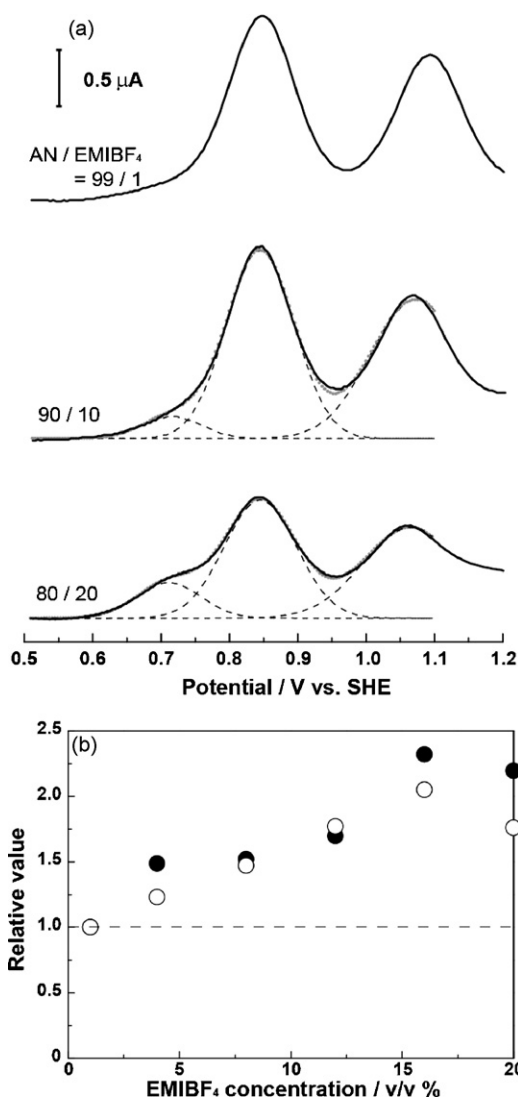 (a)
0.5 μA
AN / EMIBF₄
= 99 / 1
90 / 10
80 / 20
0.5 0.6 0.7 0.8 0.9 1.0 1.1 1.2
Potential / V vs. SHE
(b)
2.5
2.0
1.5
1.0
0.5
0
0 5 10 15 20
Relative value
EMIBF₄ concentration / v/v %